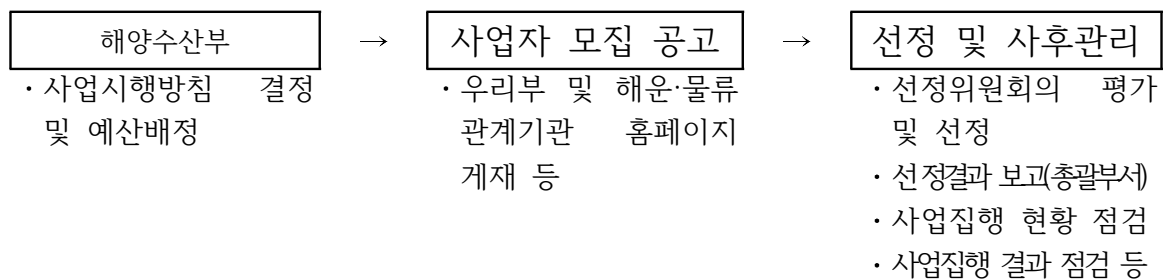 해양수산부 → 사업자 모집 공고 → 선정 및 사후관리
· 사업시행방침 결정
및 예산배정
· 우리부 및 해운·물류
관계기관 홈페이지
게재 등
· 선정위원회의 평가
및 선정
· 선정결과 보고(총괄부서)
· 사업집행 현황 점검
· 사업집행 결과 점검 등